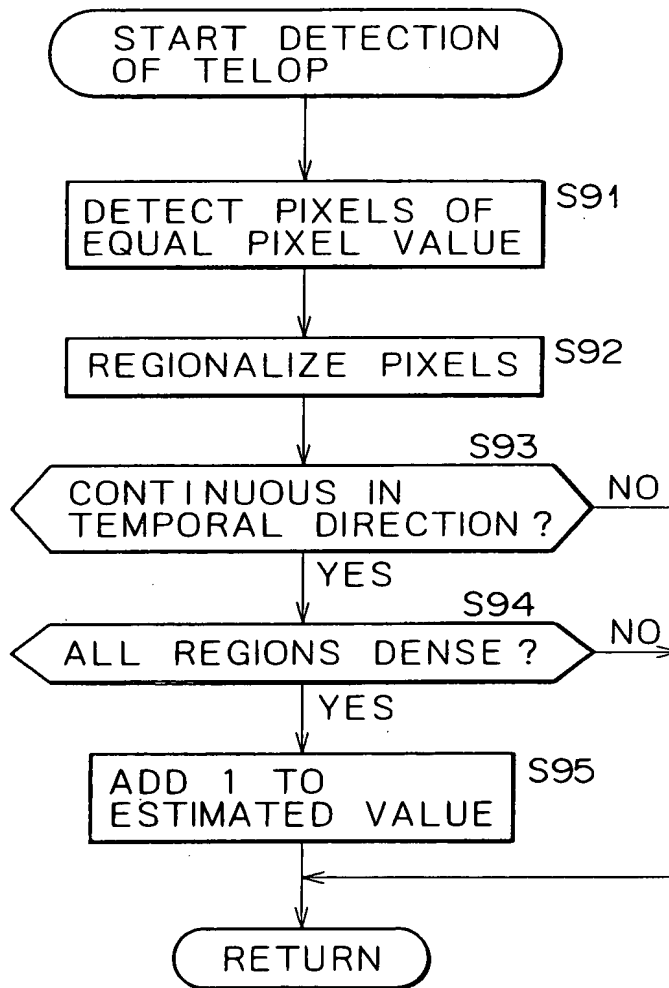 START DETECTION
OF TELOP
S91
DETECT PIXELS OF
EQUAL PIXEL VALUE
S92
REGIONALIZE PIXELS
S93
CONTINUOUS IN
TEMPORAL DIRECTION?
NO
YES
S94
ALL REGIONS DENSE?
NO
YES
S95
ADD 1 TO
ESTIMATED VALUE
RETURN